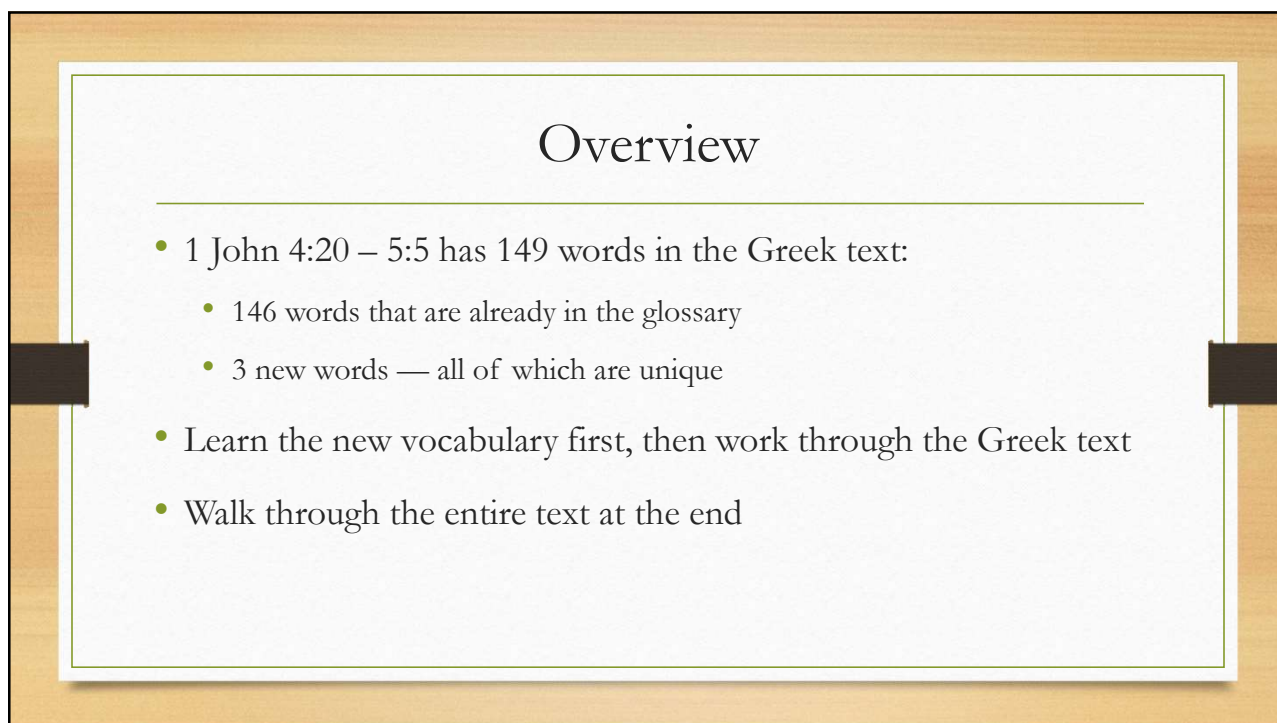 Overview
• 1 John 4:20 – 5:5 has 149 words in the Greek text:
• 146 words that are already in the glossary
• 3 new words — all of which are unique
• Learn the new vocabulary first, then work through the Greek text
• Walk through the entire text at the end